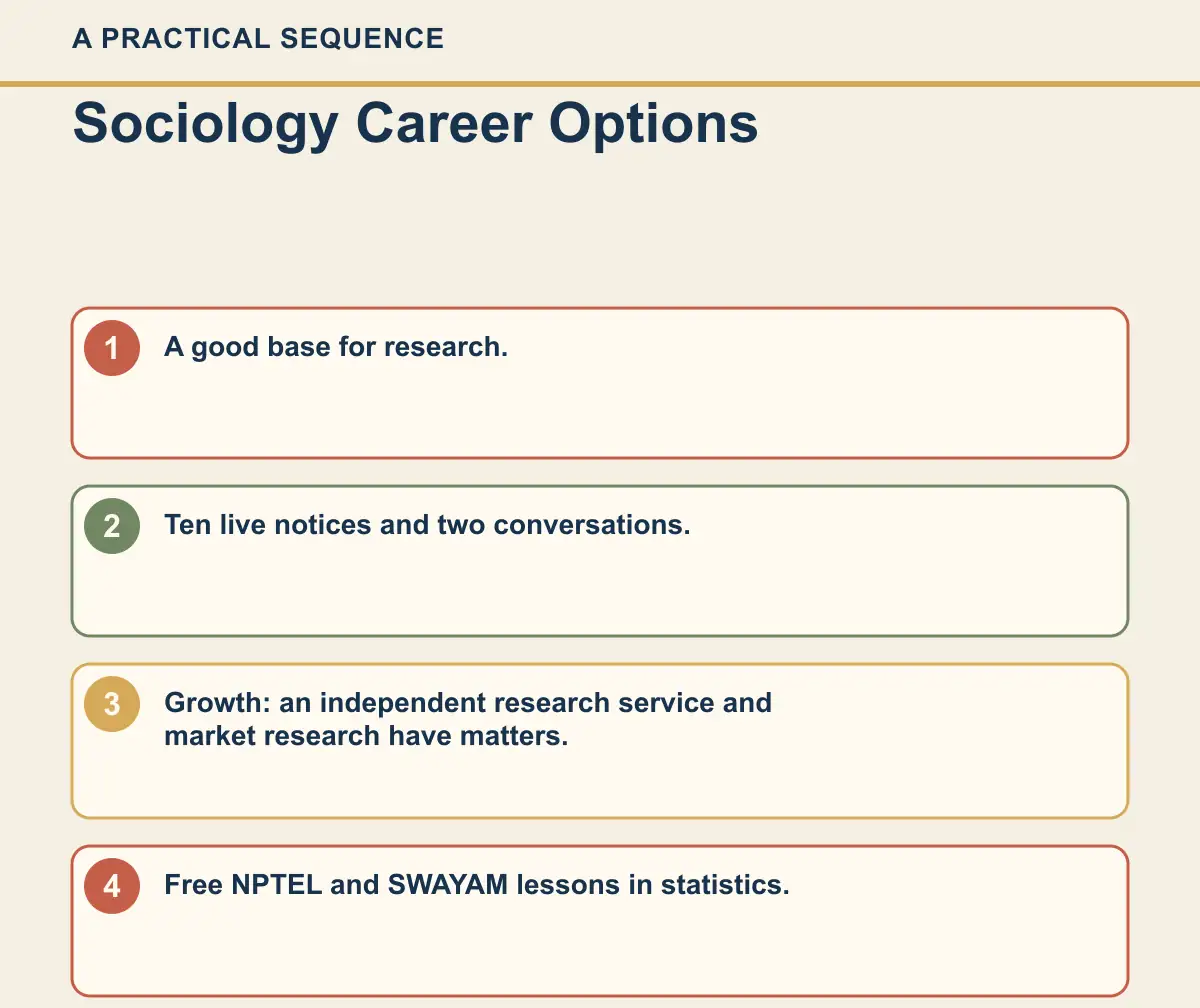 A PRACTICAL SEQUENCE
Sociology Career Options
1
A good base for research.
2
Ten live notices and two conversations.
3
Growth: an independent research service and
market research have matters.
4
Free NPTEL and SWAYAM lessons in statistics.